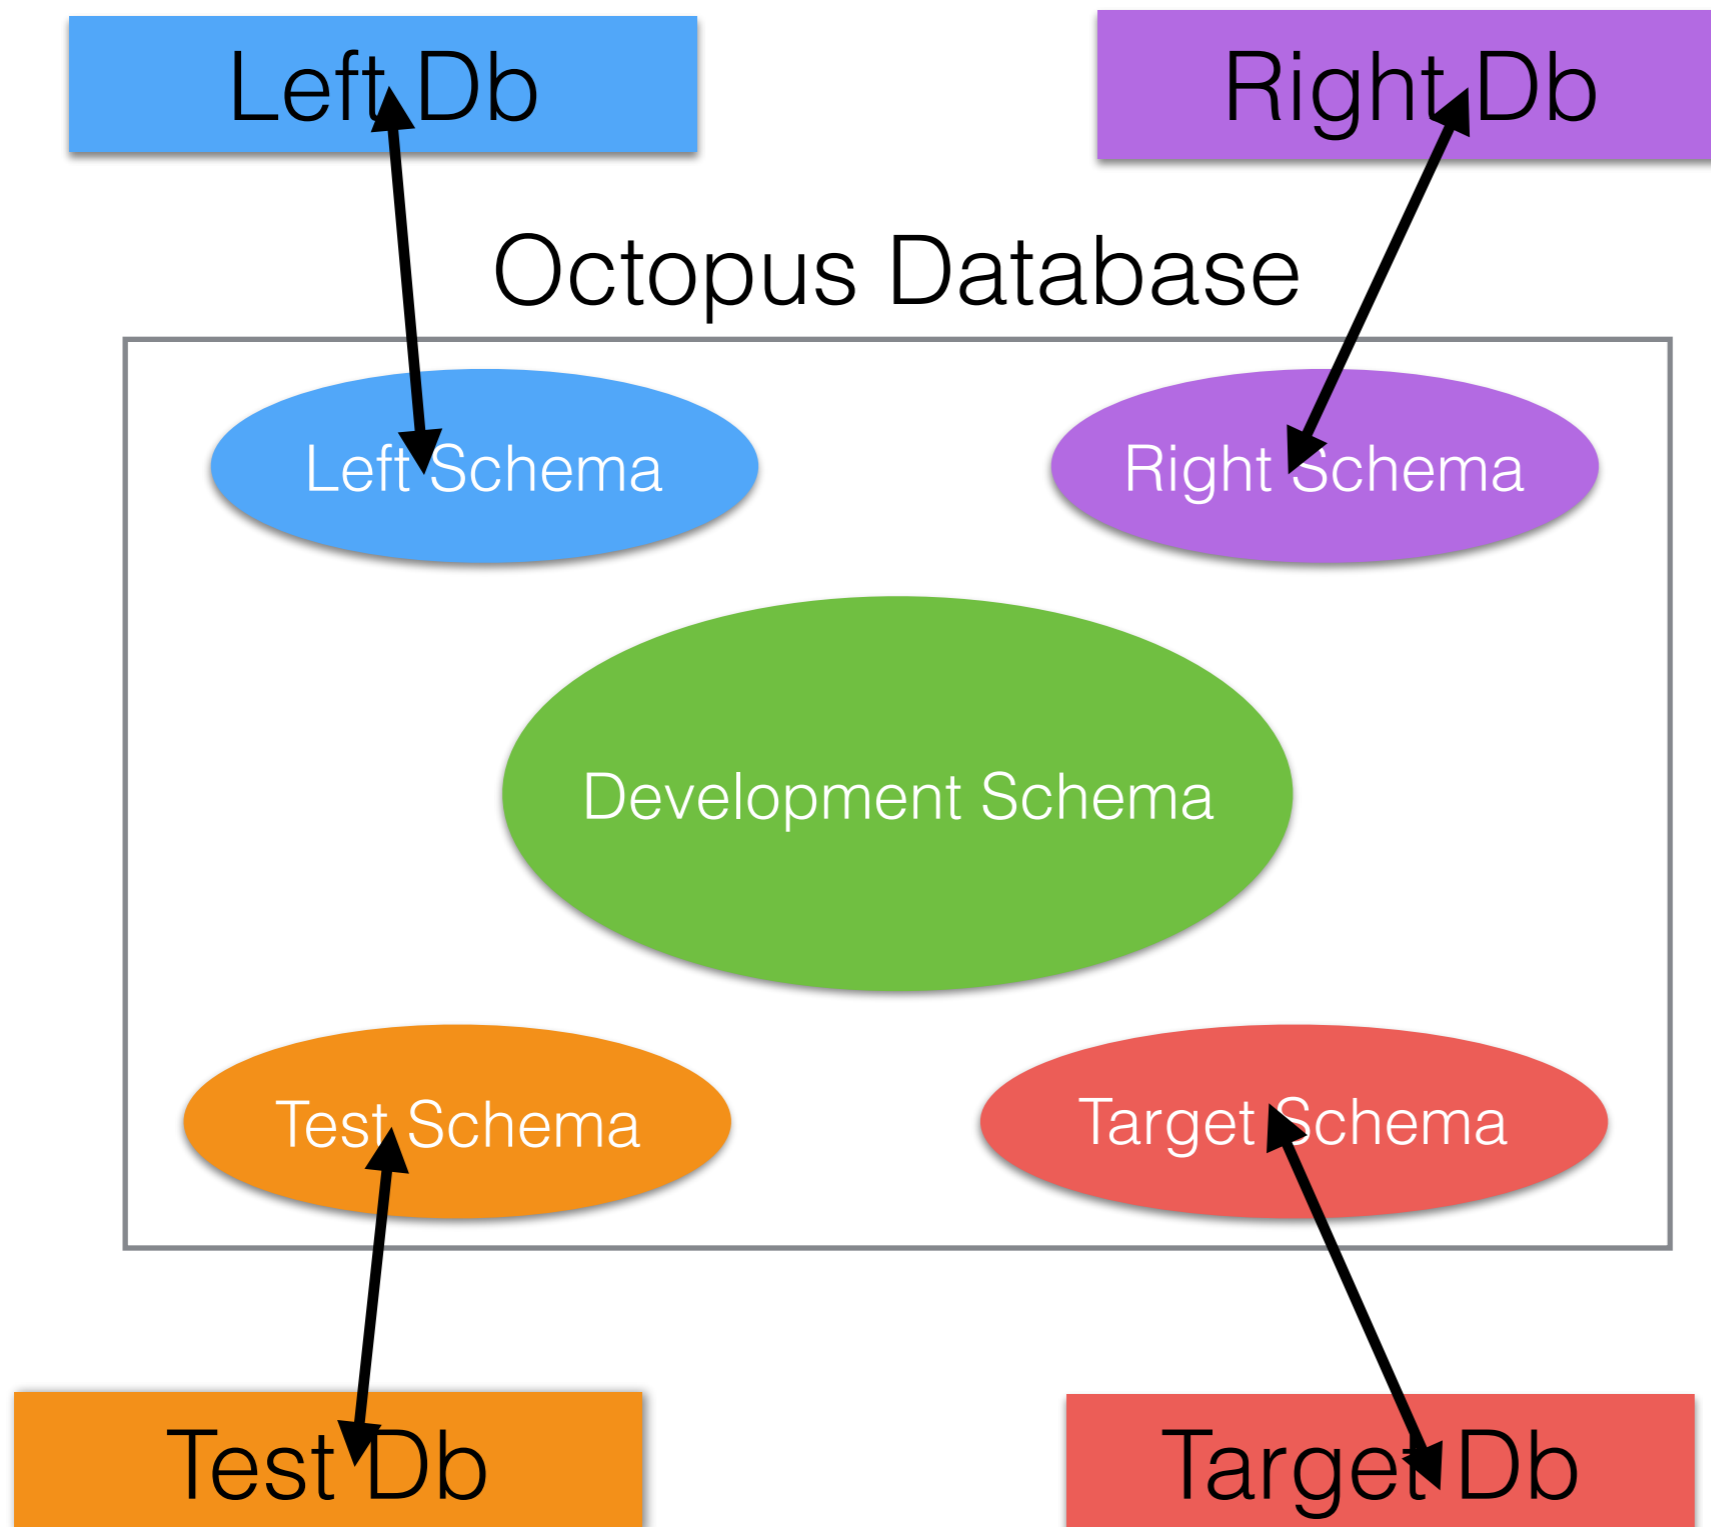 Left Db
Right Db
Octopus Database
Left Schema
Right Schema
Development Schema
Test Schema
Target Schema
Test Db
Target Db